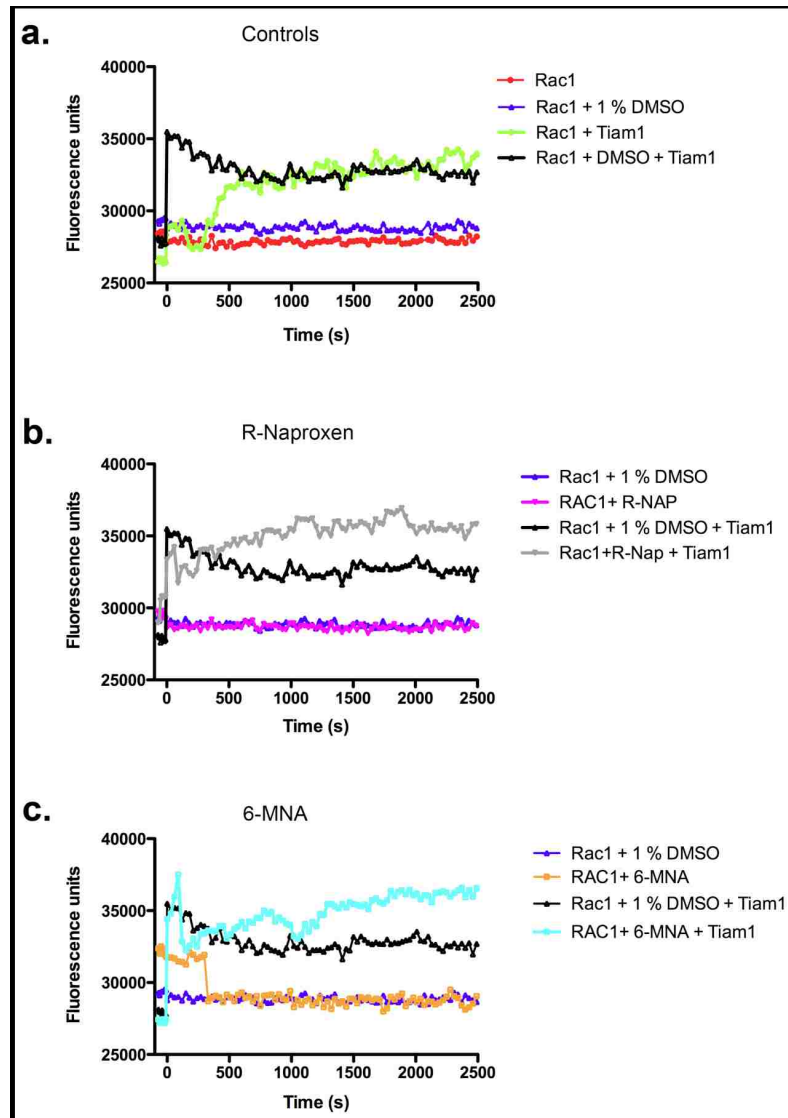 a.
Controls
Fluorescence units
40000
35000
30000
25000
0 500 1000 1500 2000 2500
Time (s)
Rac1
Rac1 + 1 % DMSO
Rac1 + Tiam1
Rac1 + DMSO + Tiam1
b.
R-Naproxen
Fluorescence units
40000
35000
30000
25000
0 500 1000 1500 2000 2500
Time (s)
Rac1 + 1 % DMSO
RAC1+ R-NAP
Rac1 + 1 % DMSO + Tiam1
Rac1+R-Nap + Tiam1
c.
6-MNA
Fluorescence units
40000
35000
30000
25000
0 500 1000 1500 2000 2500
Time (s)
Rac1 + 1 % DMSO
RAC1+ 6-MNA
Rac1 + 1 % DMSO + Tiam1
RAC1+ 6-MNA + Tiam1